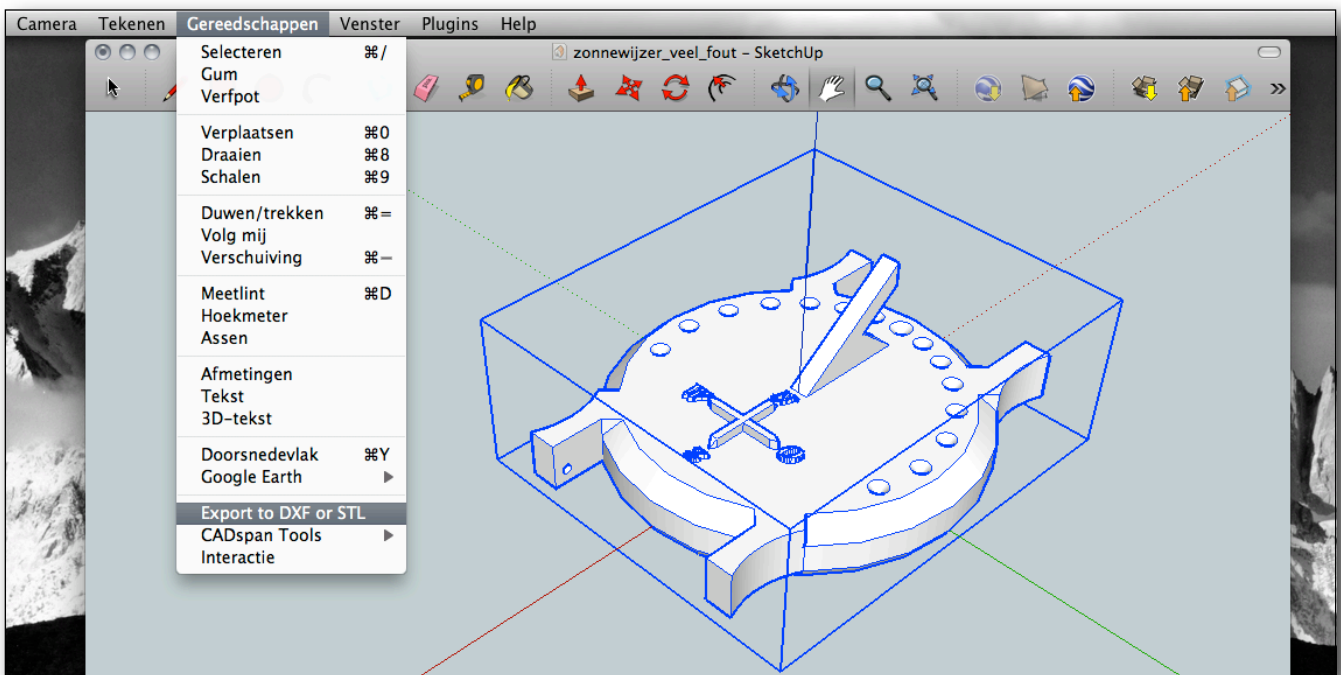 Camera Tekenen Gereedschappen Venster Plugins Help
zonnewijzer_veel_fout – SketchUp
Selecteren ⌘/
Gum
Verfpot
Verplaatsen ⌘0
Draaien ⌘8
Schalen ⌘9
Duwen/trekken ⌘=
Volg mij
Verschuiving ⌘–
Meetlint ⌘D
Hoekmeter
Assen
Afmetingen
Tekst
3D-tekst
Doorsnedevlak ⌘Y
Google Earth
Export to DXF or STL
CADspan Tools
Interactie